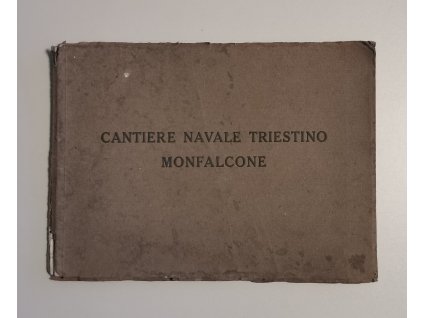 CANTIERE NAVALE TRIESTINO
MONFALCONE